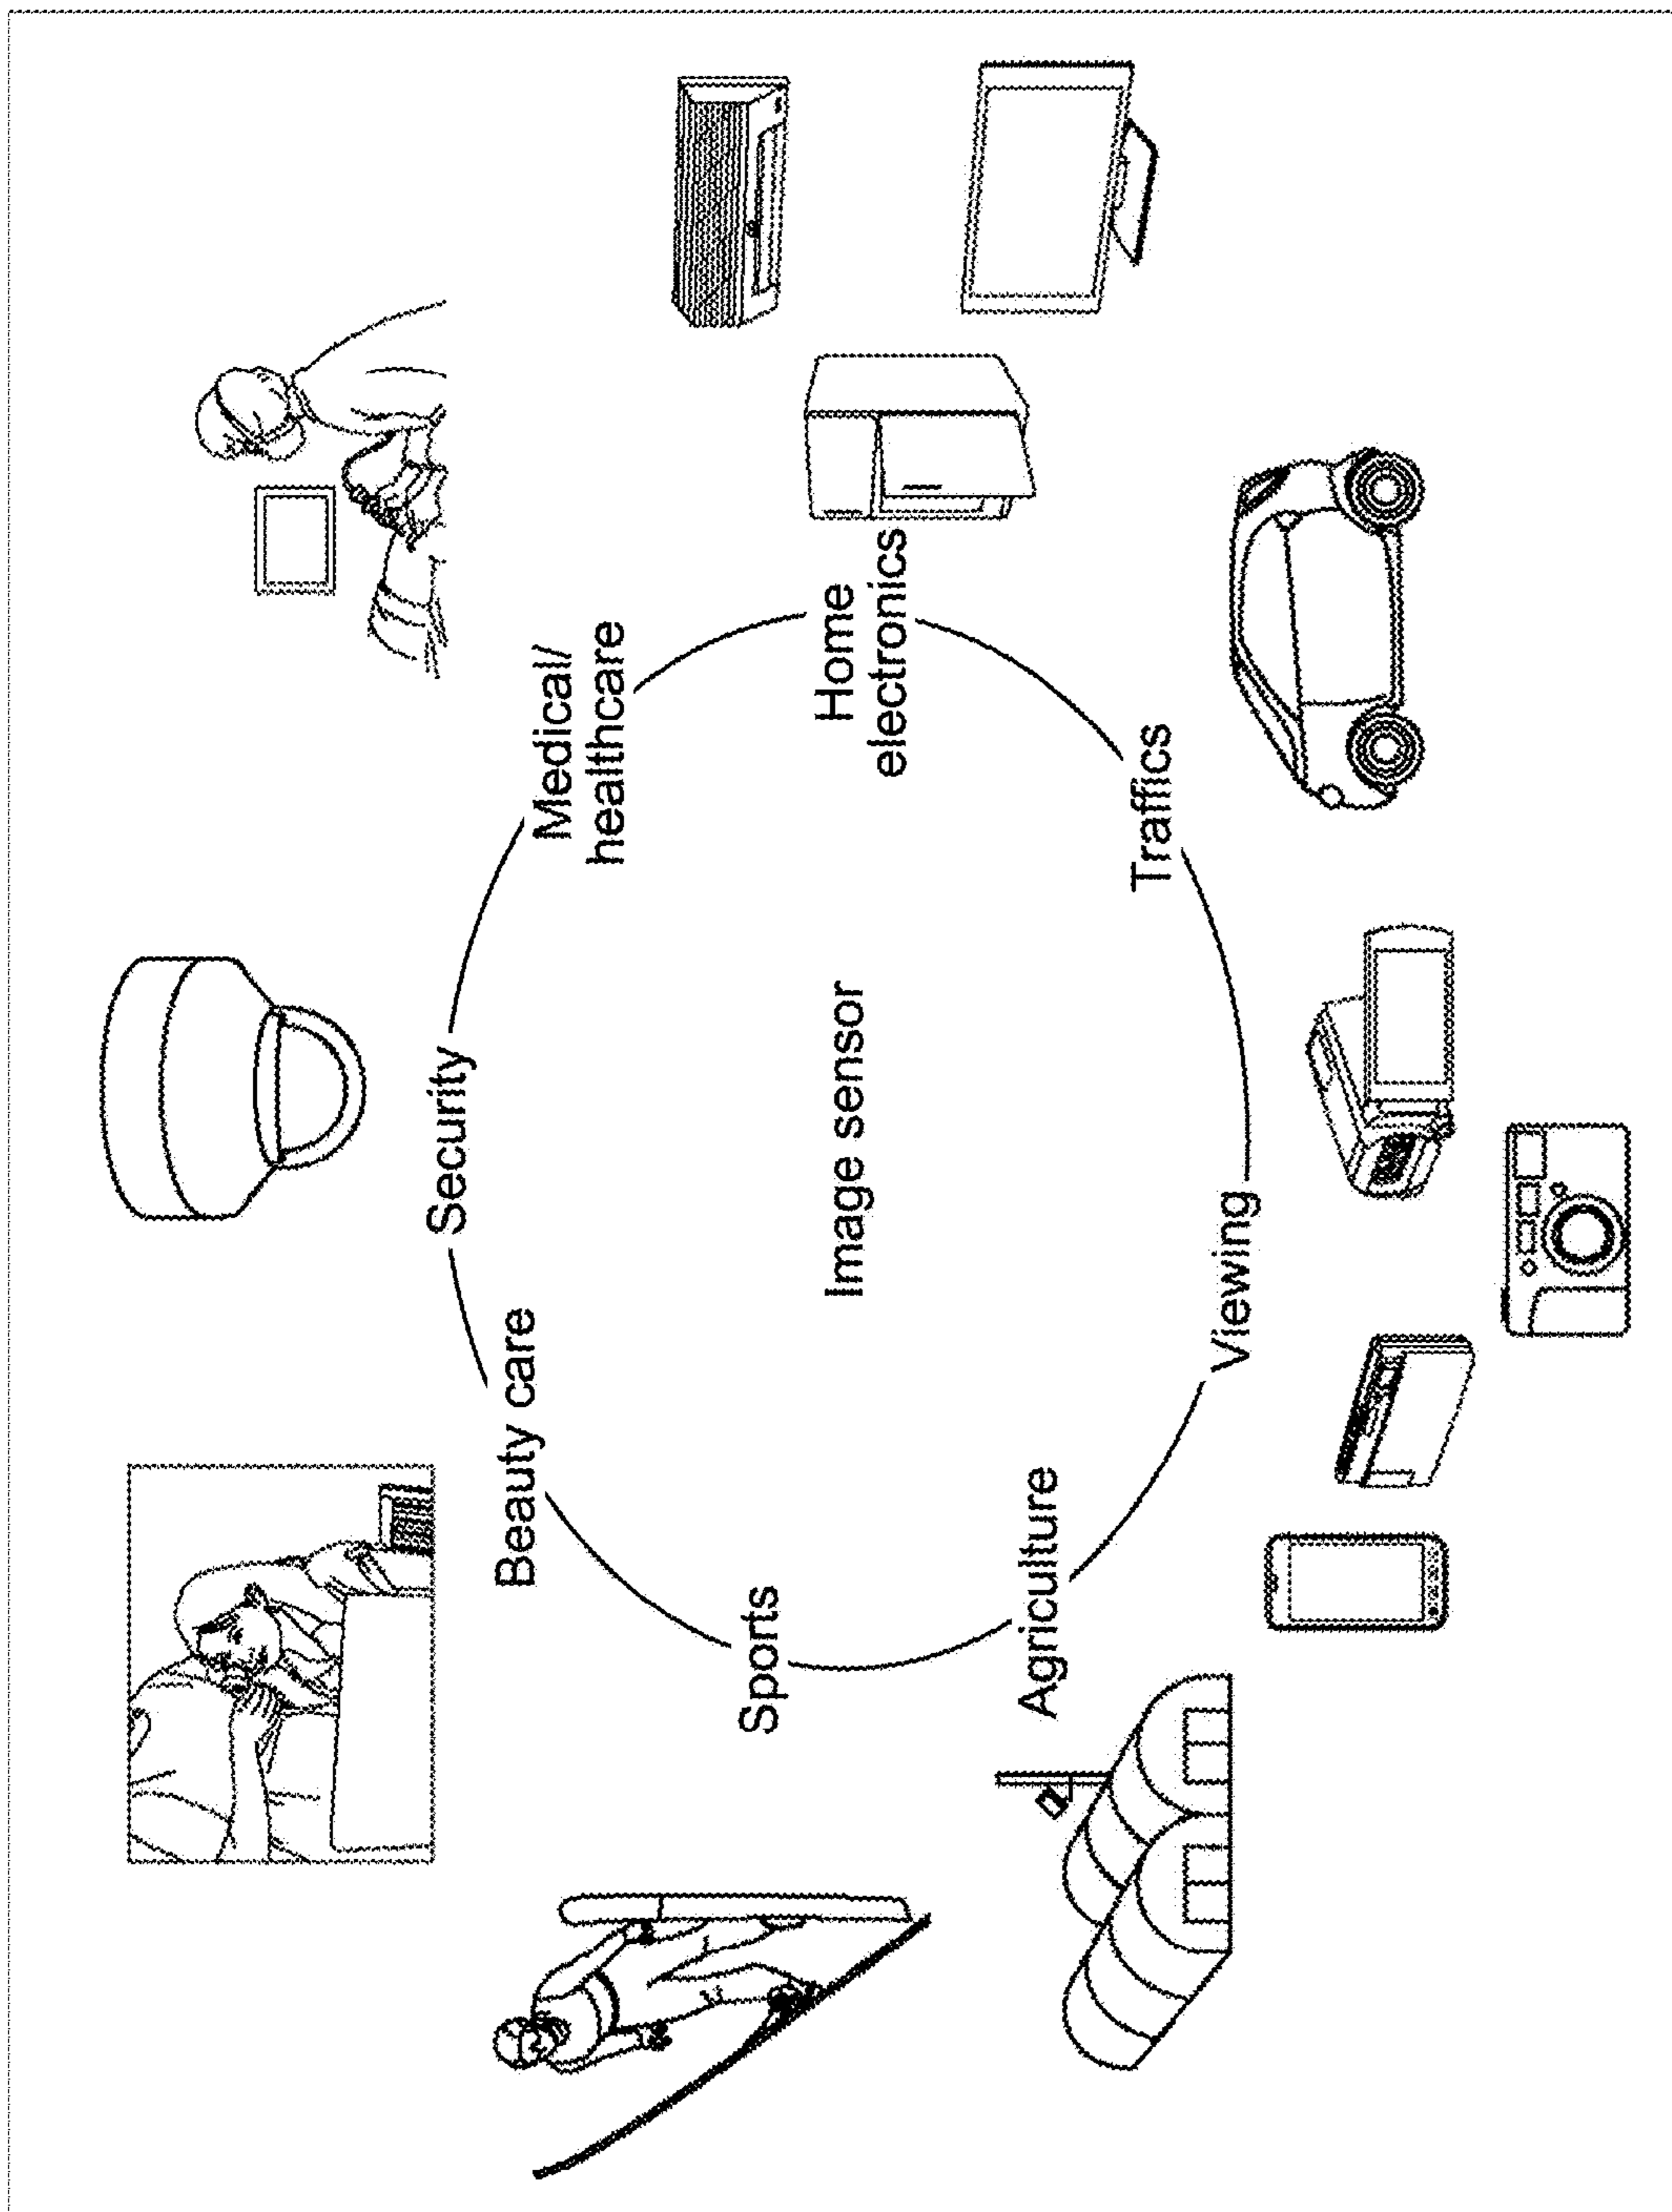 Security
Beauty care
Medical/
healthcare
Sports
Home
electronics
Image sensor
Agriculture
Traffics
Viewing